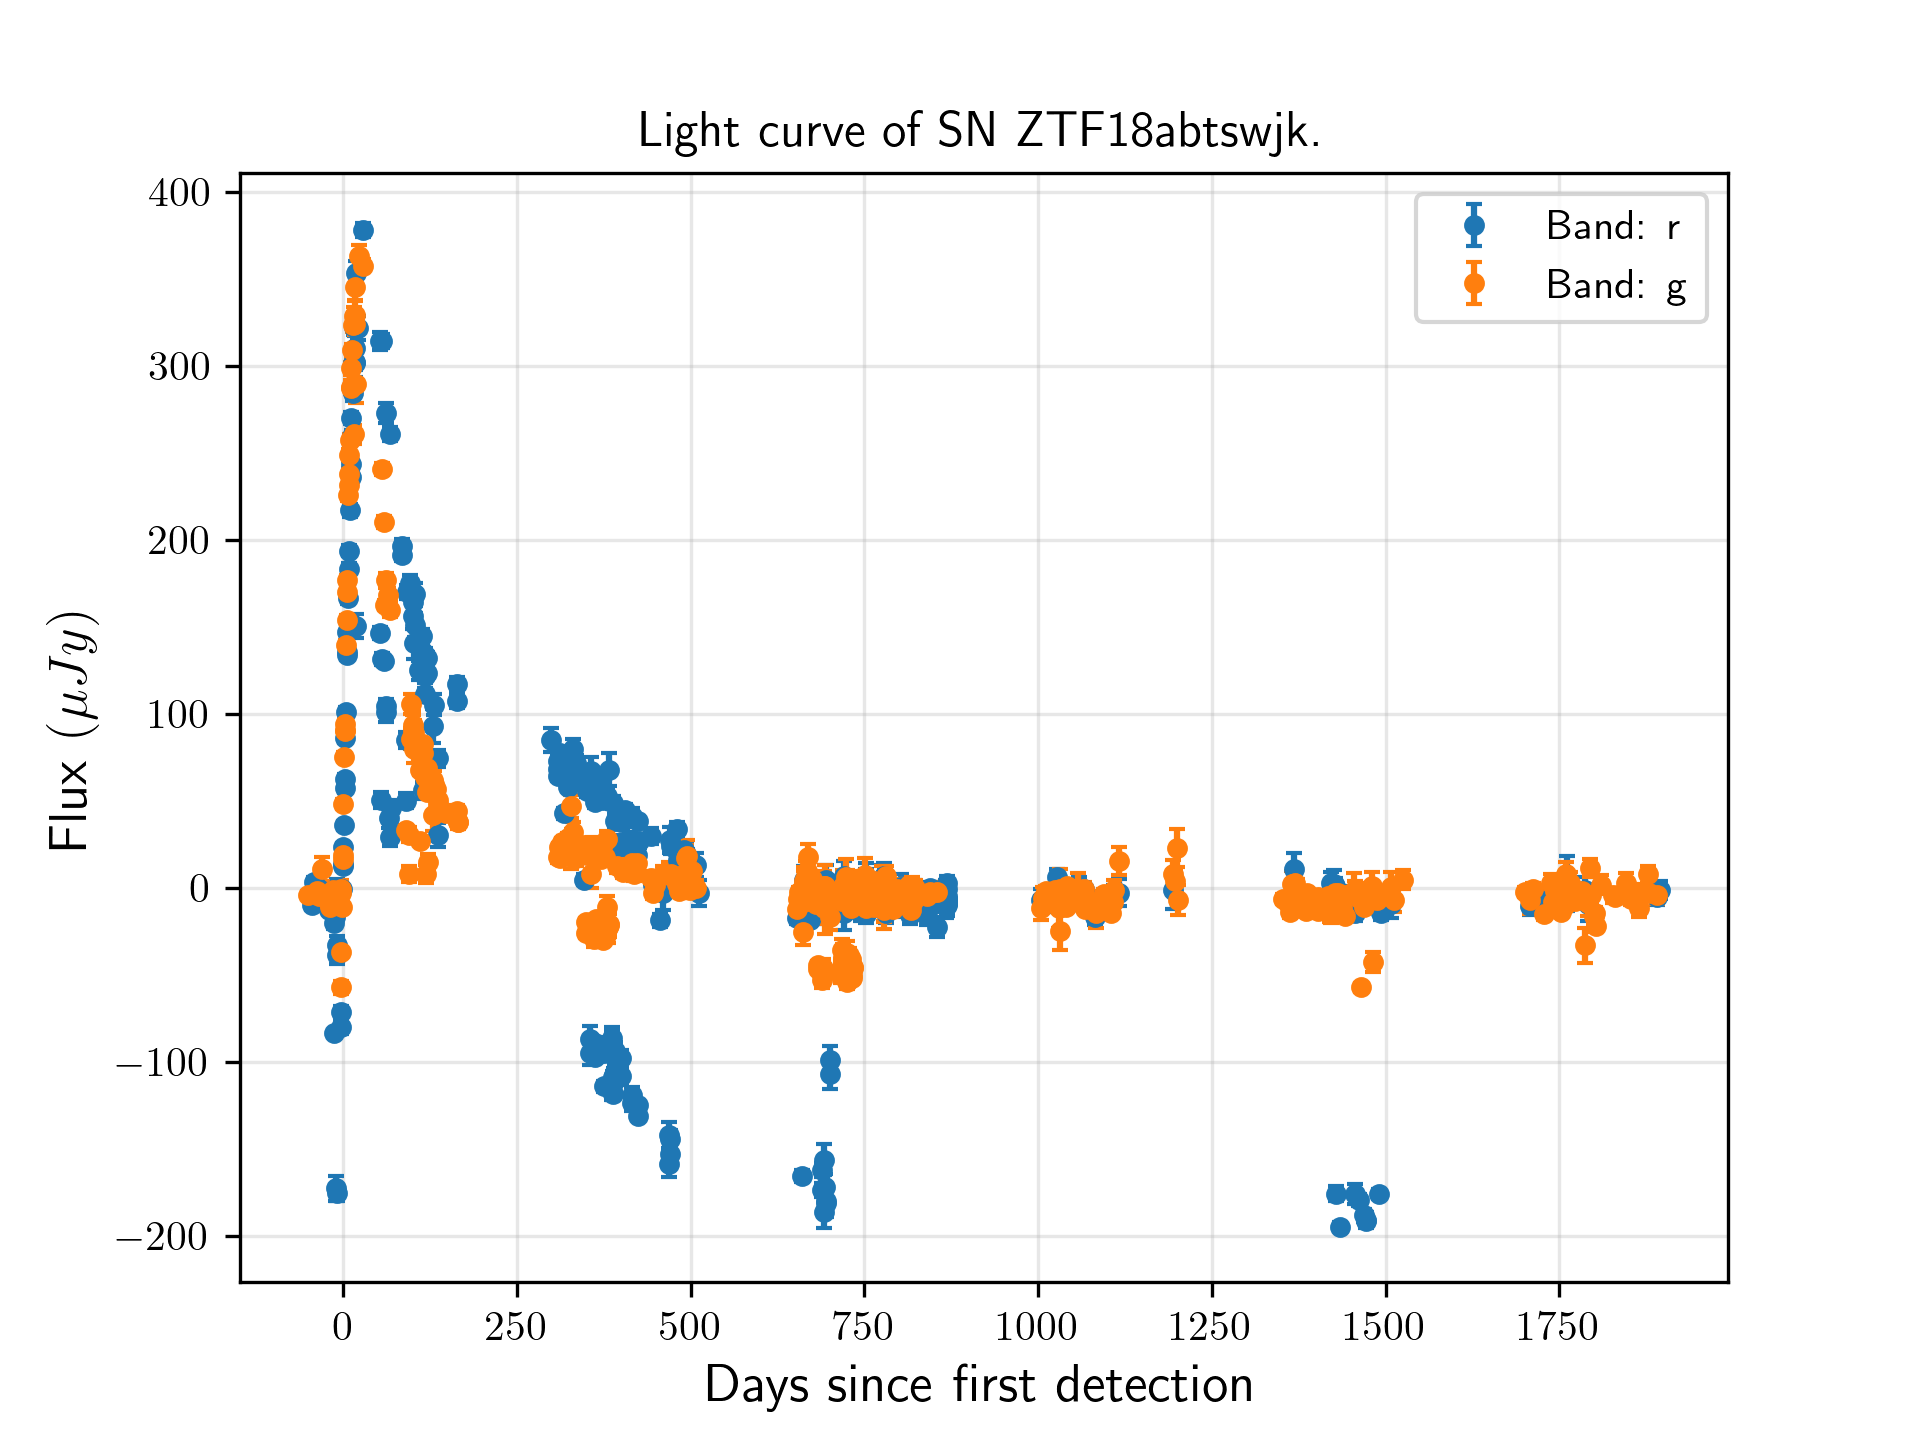 Light curve of SN ZTF18abtswjk.
400
300
200
100
0
−100
−200
Flux (μJy)
Band: r
Band: g
0 250 500 750 1000 1250 1500 1750
Days since first detection